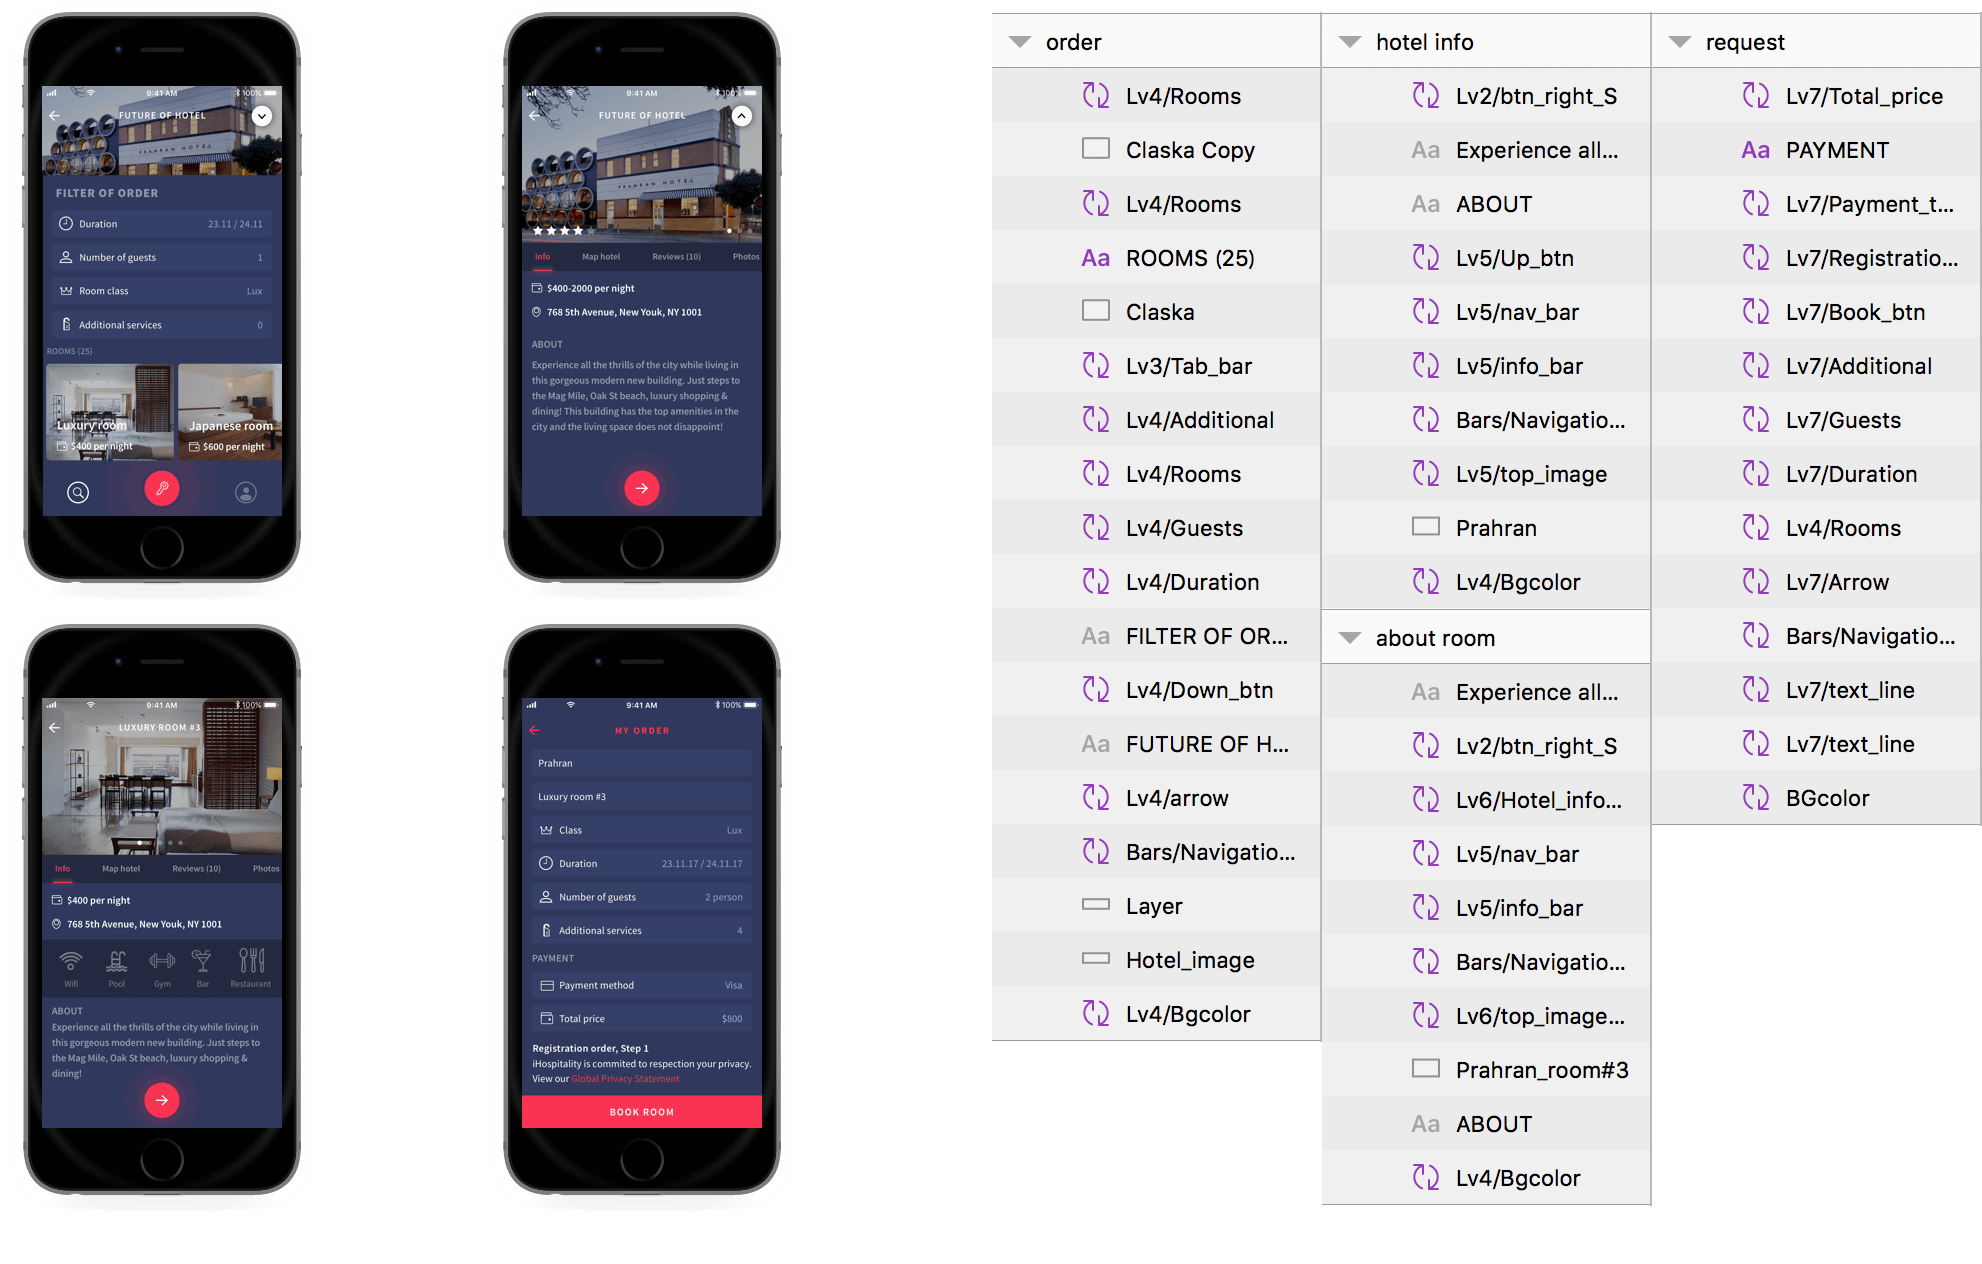 9:41 AM
100%
FUTURE OF HOTEL
PRAHRAN HOTEL
FILTER OF ORDER
Duration 23.11 / 24.11
Number of guests 1
Room class Lux
Additional services 0
ROOMS (25)
Luxury room
$400 per night
Japanese room
$600 per night
9:41 AM
100%
FUTURE OF HOTEL
PRAHRAN HOTEL
Info Map hotel Reviews (10) Photos
$400-2000 per night
768 5th Avenue, New Youk, NY 1001
ABOUT
Experience all the thrills of the city while living in
this gorgeous modern new building. Just steps to
the Mag Mile, Oak St beach, luxury shopping &
dining! This building has the top amenities in the
city and the living space does not disappoint!
9:41 AM
100%
LUXURY ROOM #3
Info Map hotel Reviews (10) Photos
$400 per night
768 5th Avenue, New Youk, NY 1001
Wifi Pool Gym Bar Restaurant
ABOUT
Experience all the thrills of the city while living in
this gorgeous modern new building. Just steps to
the Mag Mile, Oak St beach, luxury shopping &
dining!
9:41 AM
100%
MY ORDER
Prahran
Luxury room #3
Class Lux
Duration 23.11.17 / 24.11.17
Number of guests 2 person
Additional services 4
PAYMENT
Payment method Visa
Total price $800
Registration order, Step 1
iHospitality is commited to respection your privacy.
View our Global Privacy Statement
BOOK ROOM
order
Lv4/Rooms
Claska Copy
Lv4/Rooms
Aa ROOMS (25)
Claska
Lv3/Tab_bar
Lv4/Additional
Lv4/Rooms
Lv4/Guests
Lv4/Duration
Aa FILTER OF OR...
Lv4/Down_btn
Aa FUTURE OF H...
Lv4/arrow
Bars/Navigatio...
Layer
Hotel_image
Lv4/Bgcolor
hotel info
Lv2/btn_right_S
Aa Experience all...
Aa ABOUT
Lv5/Up_btn
Lv5/nav_bar
Lv5/info_bar
Bars/Navigatio...
Lv5/top_image
Prahran
Lv4/Bgcolor
about room
Aa Experience all...
Lv2/btn_right_S
Lv6/Hotel_info...
Lv5/nav_bar
Lv5/info_bar
Bars/Navigatio...
Lv6/top_image...
Prahran_room#3
Aa ABOUT
Lv4/Bgcolor
request
Lv7/Total_price
Aa PAYMENT
Lv7/Payment_t...
Lv7/Registratio...
Lv7/Book_btn
Lv7/Additional
Lv7/Guests
Lv7/Duration
Lv4/Rooms
Lv7/Arrow
Bars/Navigatio...
Lv7/text_line
Lv7/text_line
BGcolor